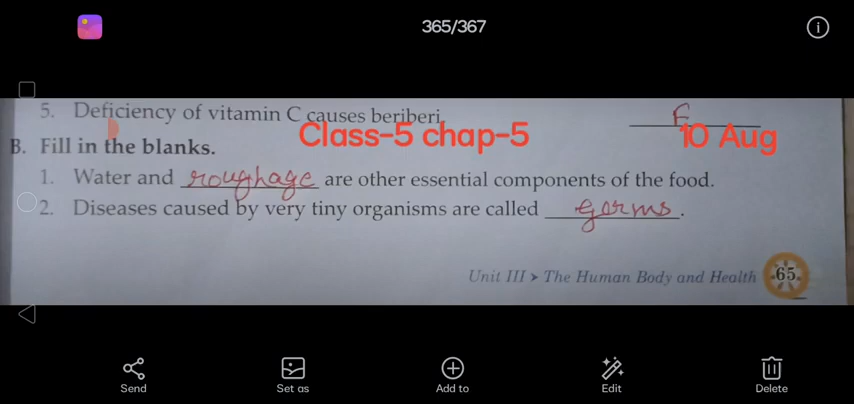 365/367
5. Deficiency of vitamin C causes beriberi. F
Class-5 chap-5 10 Aug
B. Fill in the blanks.
1. Water and roughage are other essential components of the food.
2. Diseases caused by very tiny organisms are called germs.
Unit III > The Human Body and Health 65
Send Set as Add to Edit Delete